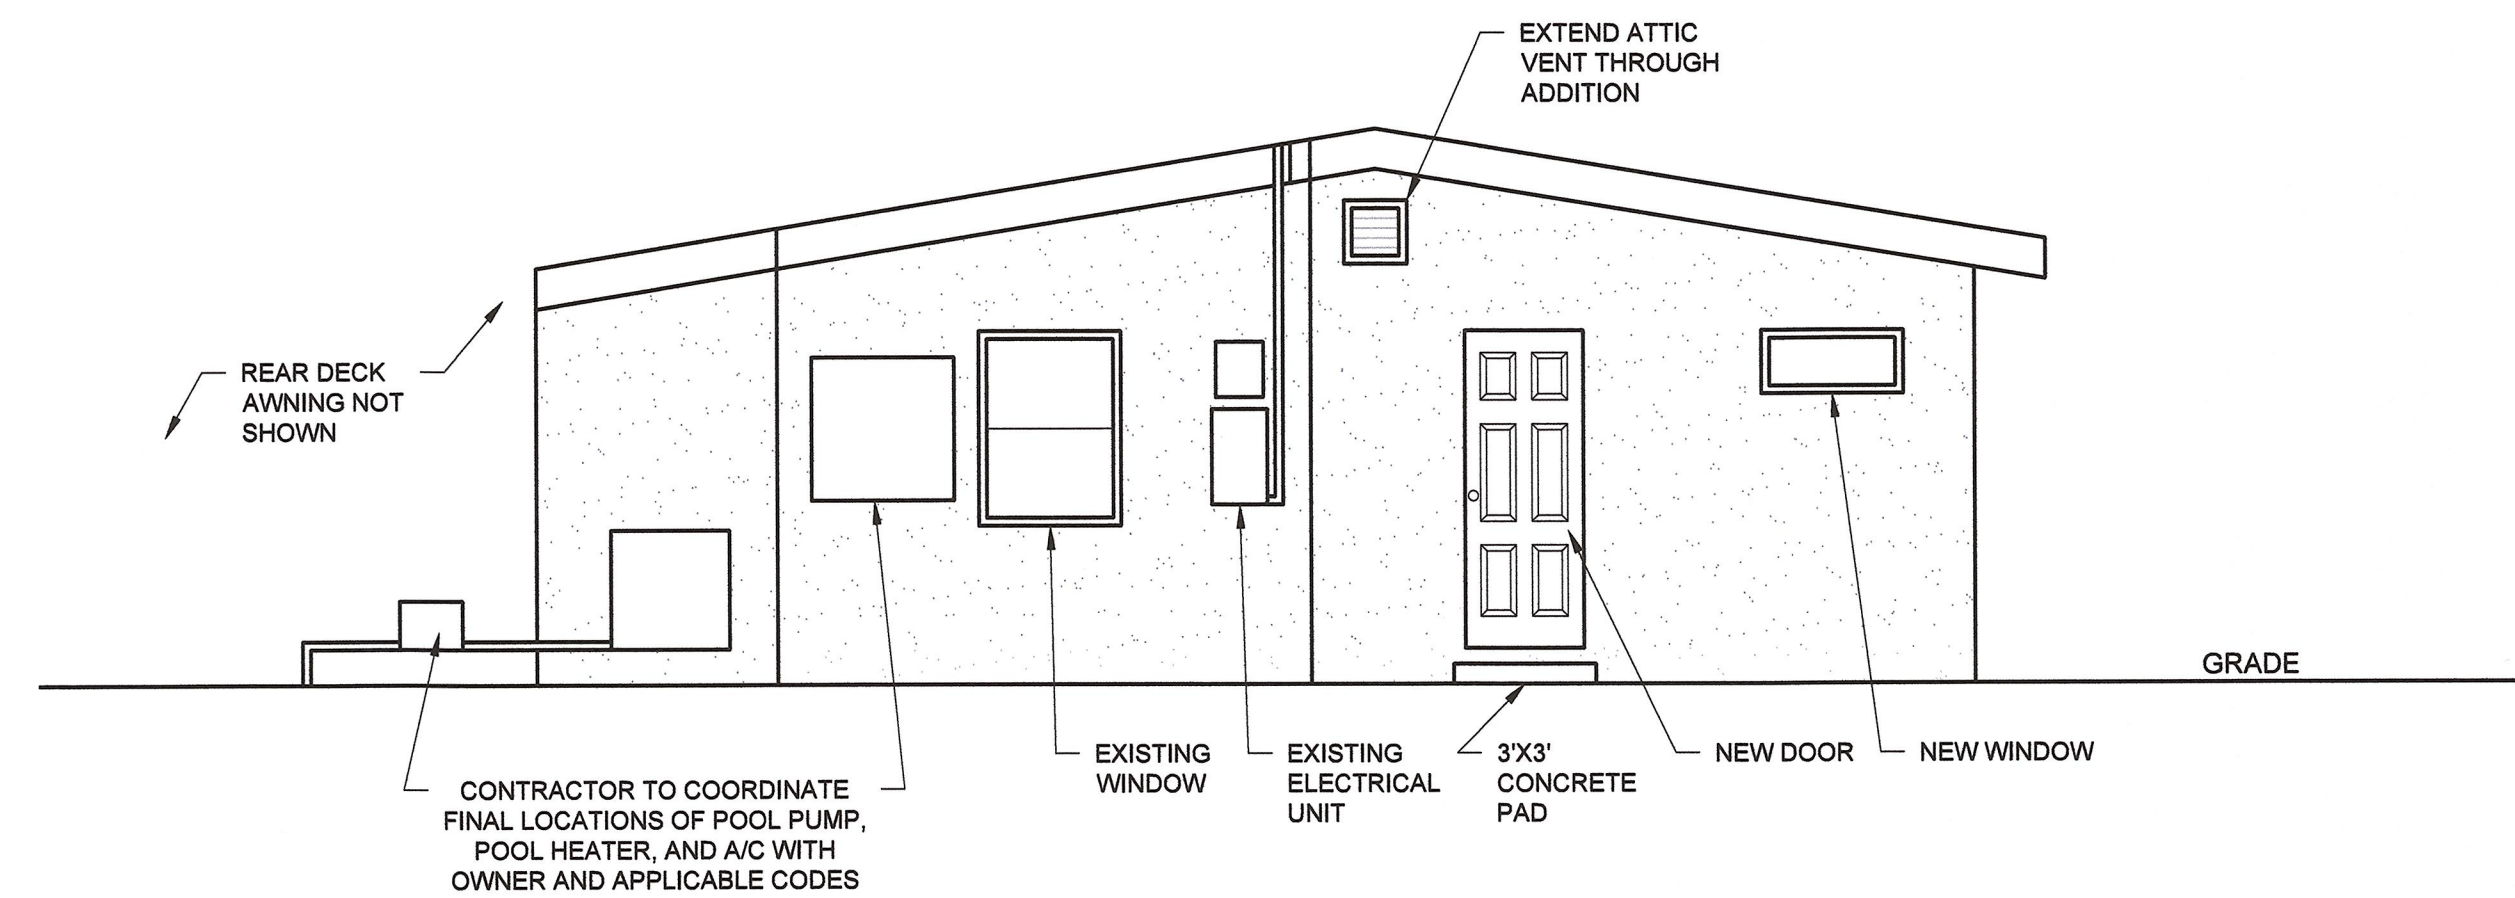 EXTEND ATTIC
VENT THROUGH
ADDITION
REAR DECK
AWNING NOT
SHOWN
GRADE
EXISTING
WINDOW
EXISTING
ELECTRICAL
UNIT
3'X3'
CONCRETE
PAD
NEW DOOR
NEW WINDOW
CONTRACTOR TO COORDINATE
FINAL LOCATIONS OF POOL PUMP,
POOL HEATER, AND A/C WITH
OWNER AND APPLICABLE CODES